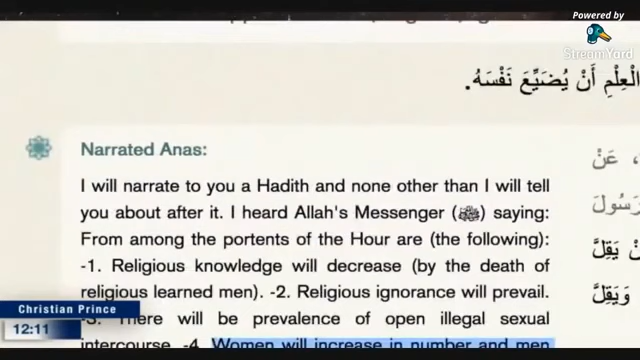 Powered by
StreamYard
الْعِلْمِ أَنْ يُضَيِّعَ نَفْسَهُ.
Narrated Anas:
I will narrate to you a Hadith and none other than I will tell
you about after it. I heard Allah's Messenger (ﷺ) saying:
From among the portents of the Hour are (the following):
-1. Religious knowledge will decrease (by the death of
religious learned men). -2. Religious ignorance will prevail.
-3. There will be prevalence of open illegal sexual
intercourse. -4. Women will increase in number and men
، عَنْ
رَسُولَ
نْ يَقِلَّ
وَيَقِلَّ
Christian Prince
12:11